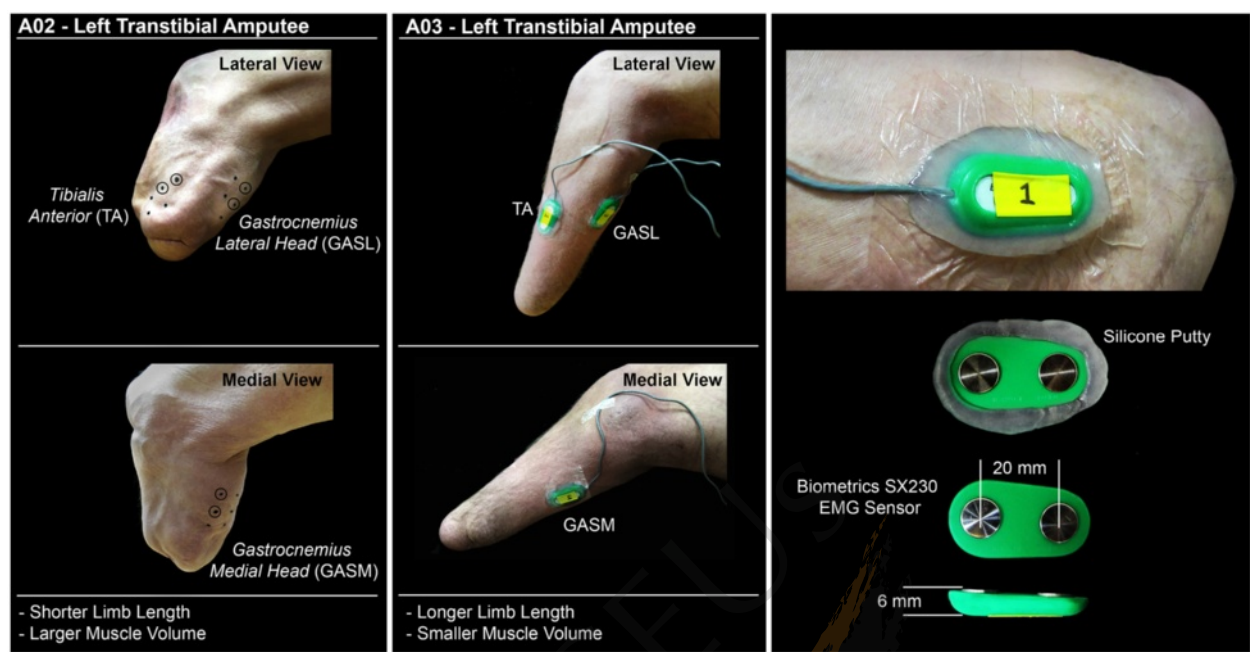 A02 - Left Transtibial Amputee
Lateral View
Tibialis
Anterior (TA)
Gastrocnemius
Lateral Head (GASL)
Medial View
Gastrocnemius
Medial Head (GASM)
- Shorter Limb Length
- Larger Muscle Volume
A03 - Left Transtibial Amputee
Lateral View
TA
GASL
Medial View
GASM
- Longer Limb Length
- Smaller Muscle Volume
1
Silicone Putty
20 mm
Biometrics SX230
EMG Sensor
6 mm